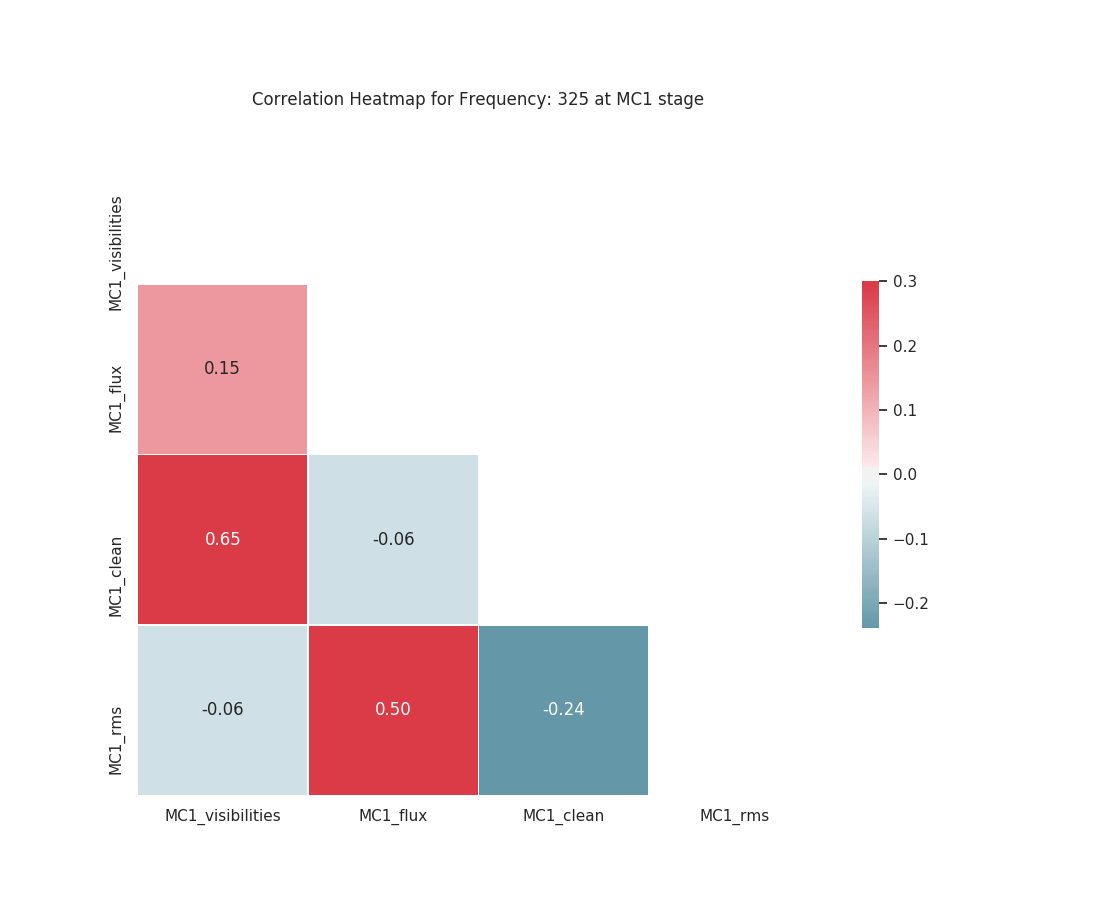 Correlation Heatmap for Frequency: 325 at MC1 stage
MC1_visibilities
MC1_flux
MC1_clean
MC1_rms
0.15
0.65
-0.06
-0.06
0.50
-0.24
MC1_visibilities
MC1_flux
MC1_clean
MC1_rms
0.3
0.2
0.1
0.0
−0.1
−0.2